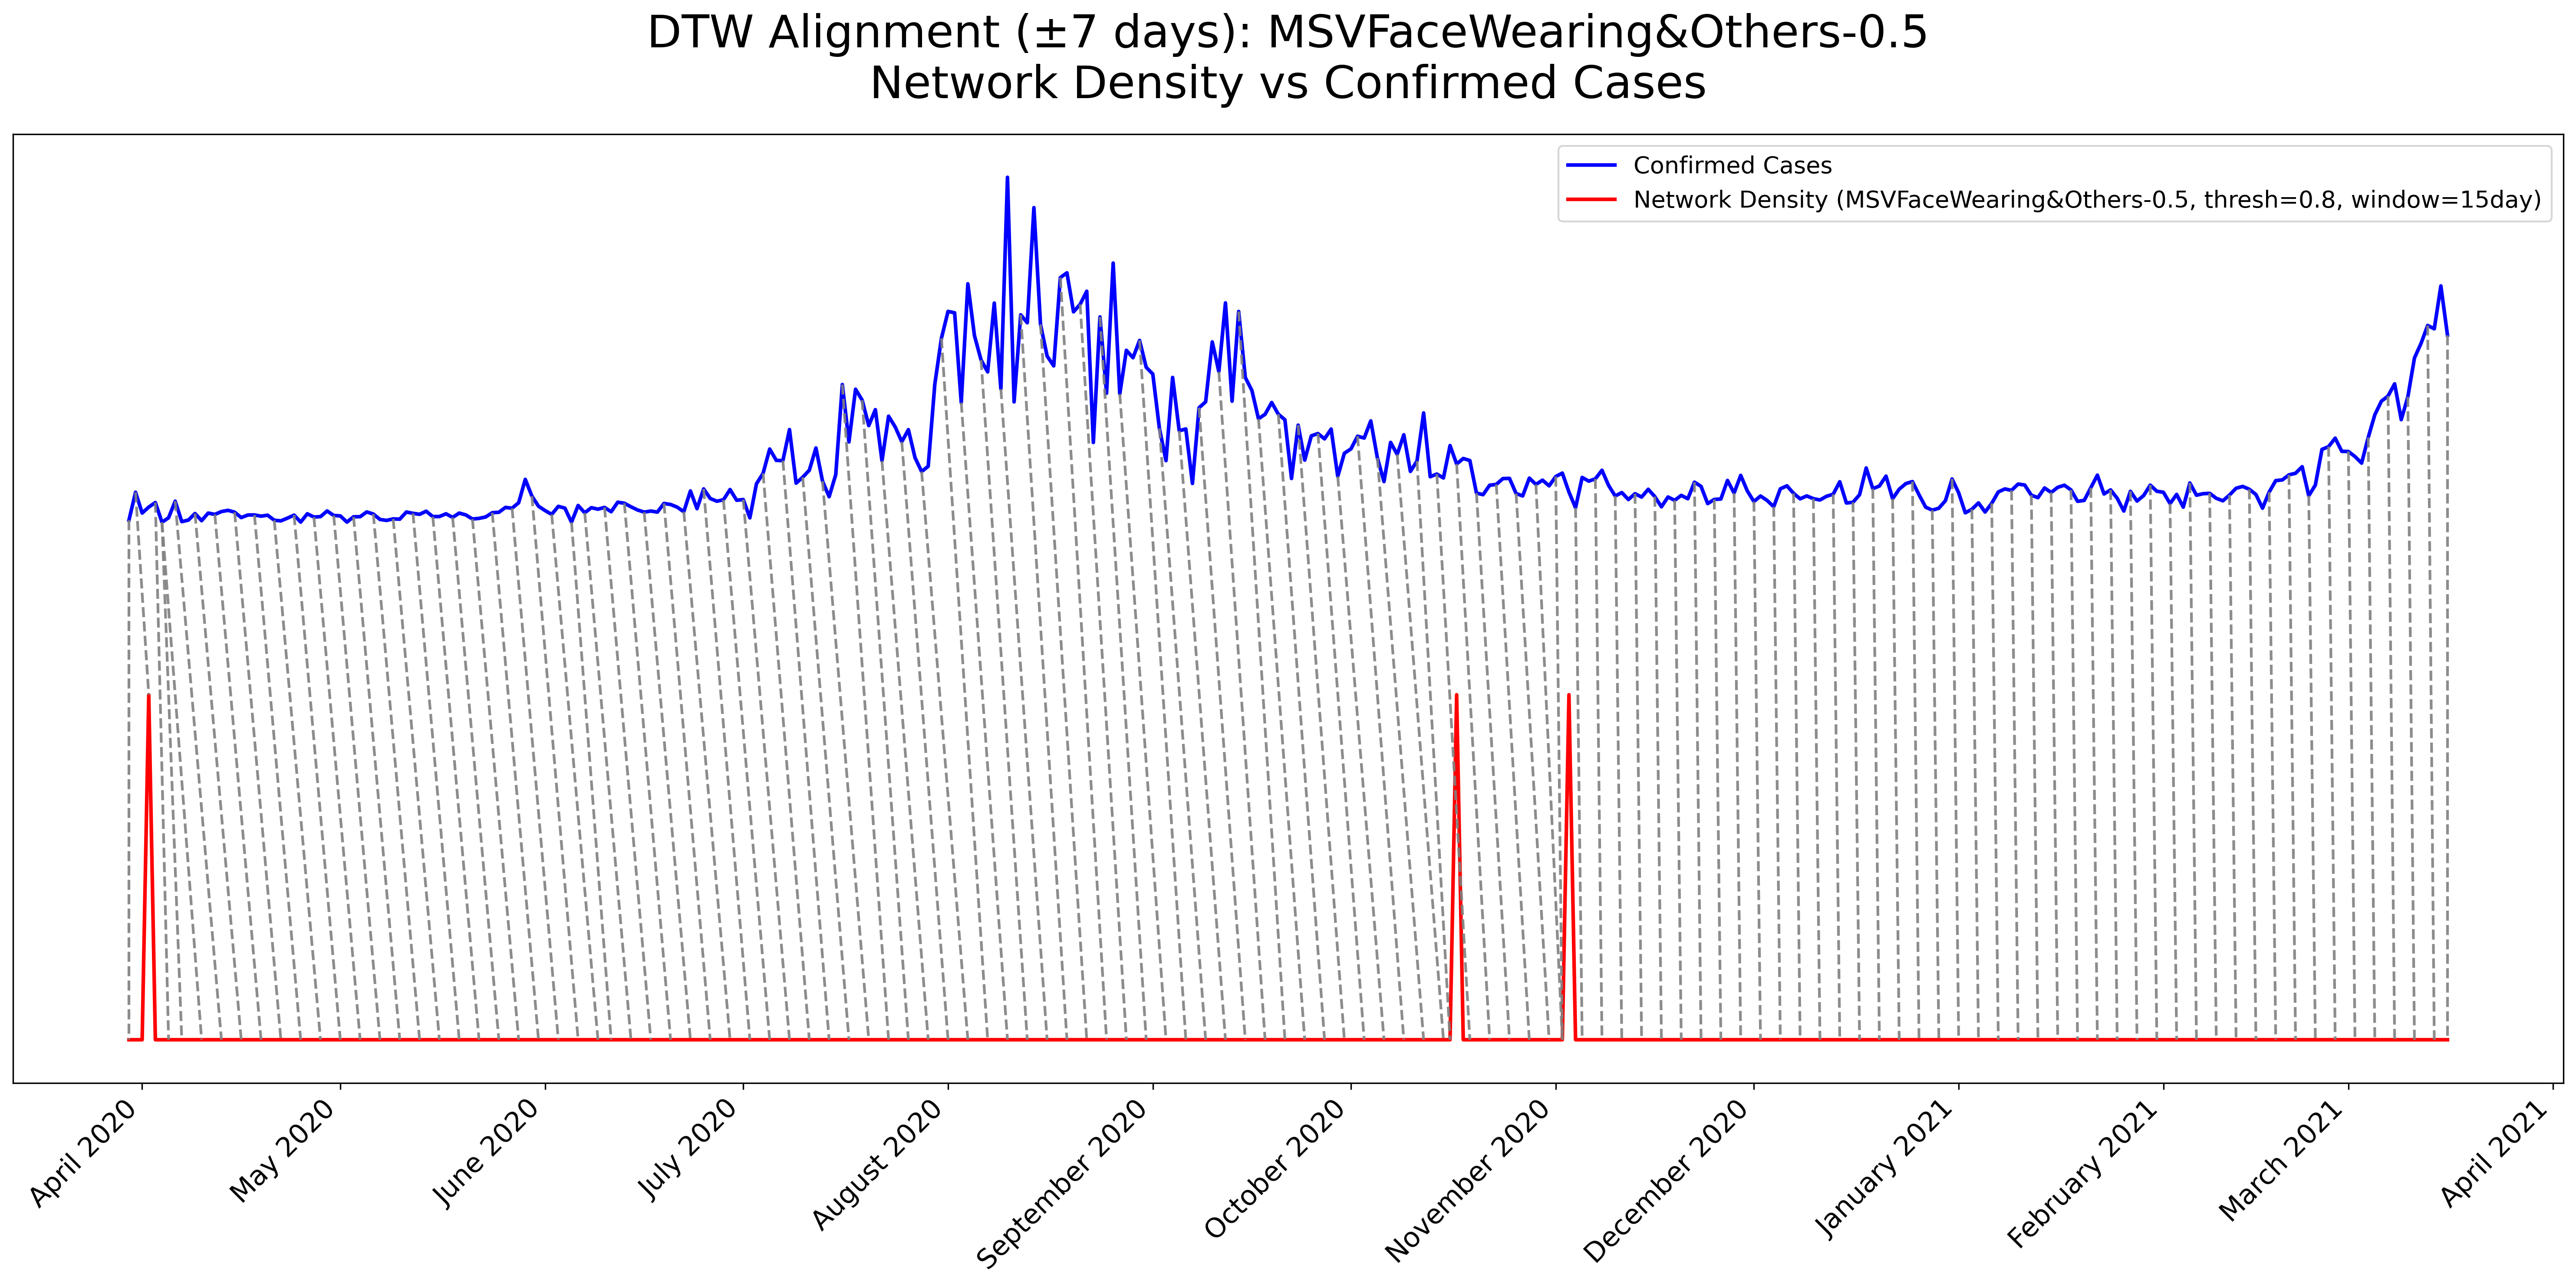 DTW Alignment (±7 days): MSVFaceWearing&Others-0.5
Network Density vs Confirmed Cases
Confirmed Cases
Network Density (MSVFaceWearing&Others-0.5, thresh=0.8, window=15day)
April 2020
May 2020
June 2020
July 2020
August 2020
September 2020
October 2020
November 2020
December 2020
January 2021
February 2021
March 2021
April 2021